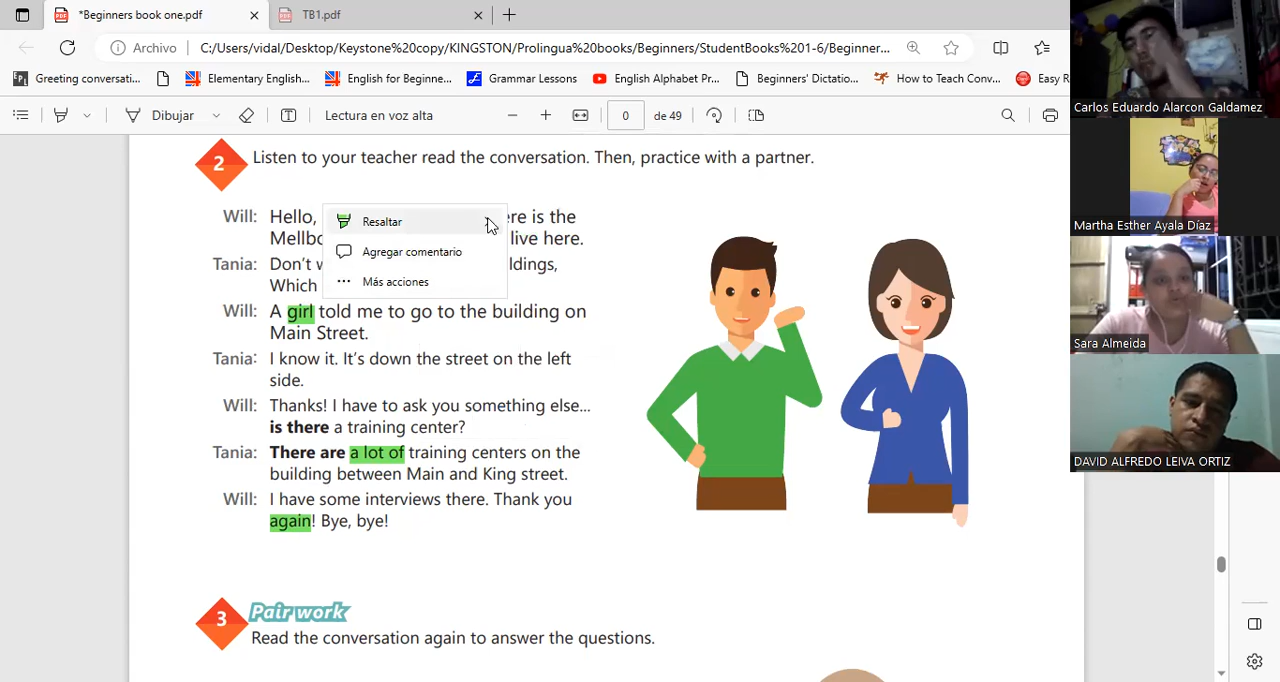 *Beginners book one.pdf
TB1.pdf
Archivo
C:/Users/vidal/Desktop/Keystone%20copy/KINGSTON/Prolingua%20books/Beginners/StudentBooks%201-6/Beginner...
Greeting conversati...
Elementary English...
English for Beginne...
Grammar Lessons
English Alphabet Pr...
Beginners' Dictatio...
How to Teach Conv...
Easy R
Dibujar
Lectura en voz alta
0
de 49
2
Listen to your teacher read the conversation. Then, practice with a partner.
Will: Hello, ere is the
Mellbo live here.
Tania: Don't w ldings,
Which
Will: A girl told me to go to the building on
Main Street.
Tania: I know it. It's down the street on the left
side.
Will: Thanks! I have to ask you something else...
is there a training center?
Tania: There are a lot of training centers on the
building between Main and King street.
Will: I have some interviews there. Thank you
again! Bye, bye!
Resaltar
Agregar comentario
Más acciones
3
Pair work
Read the conversation again to answer the questions.
Carlos Eduardo Alarcon Galdamez
Martha Esther Ayala Díaz
Sara Almeida
DAVID ALFREDO LEIVA ORTIZ